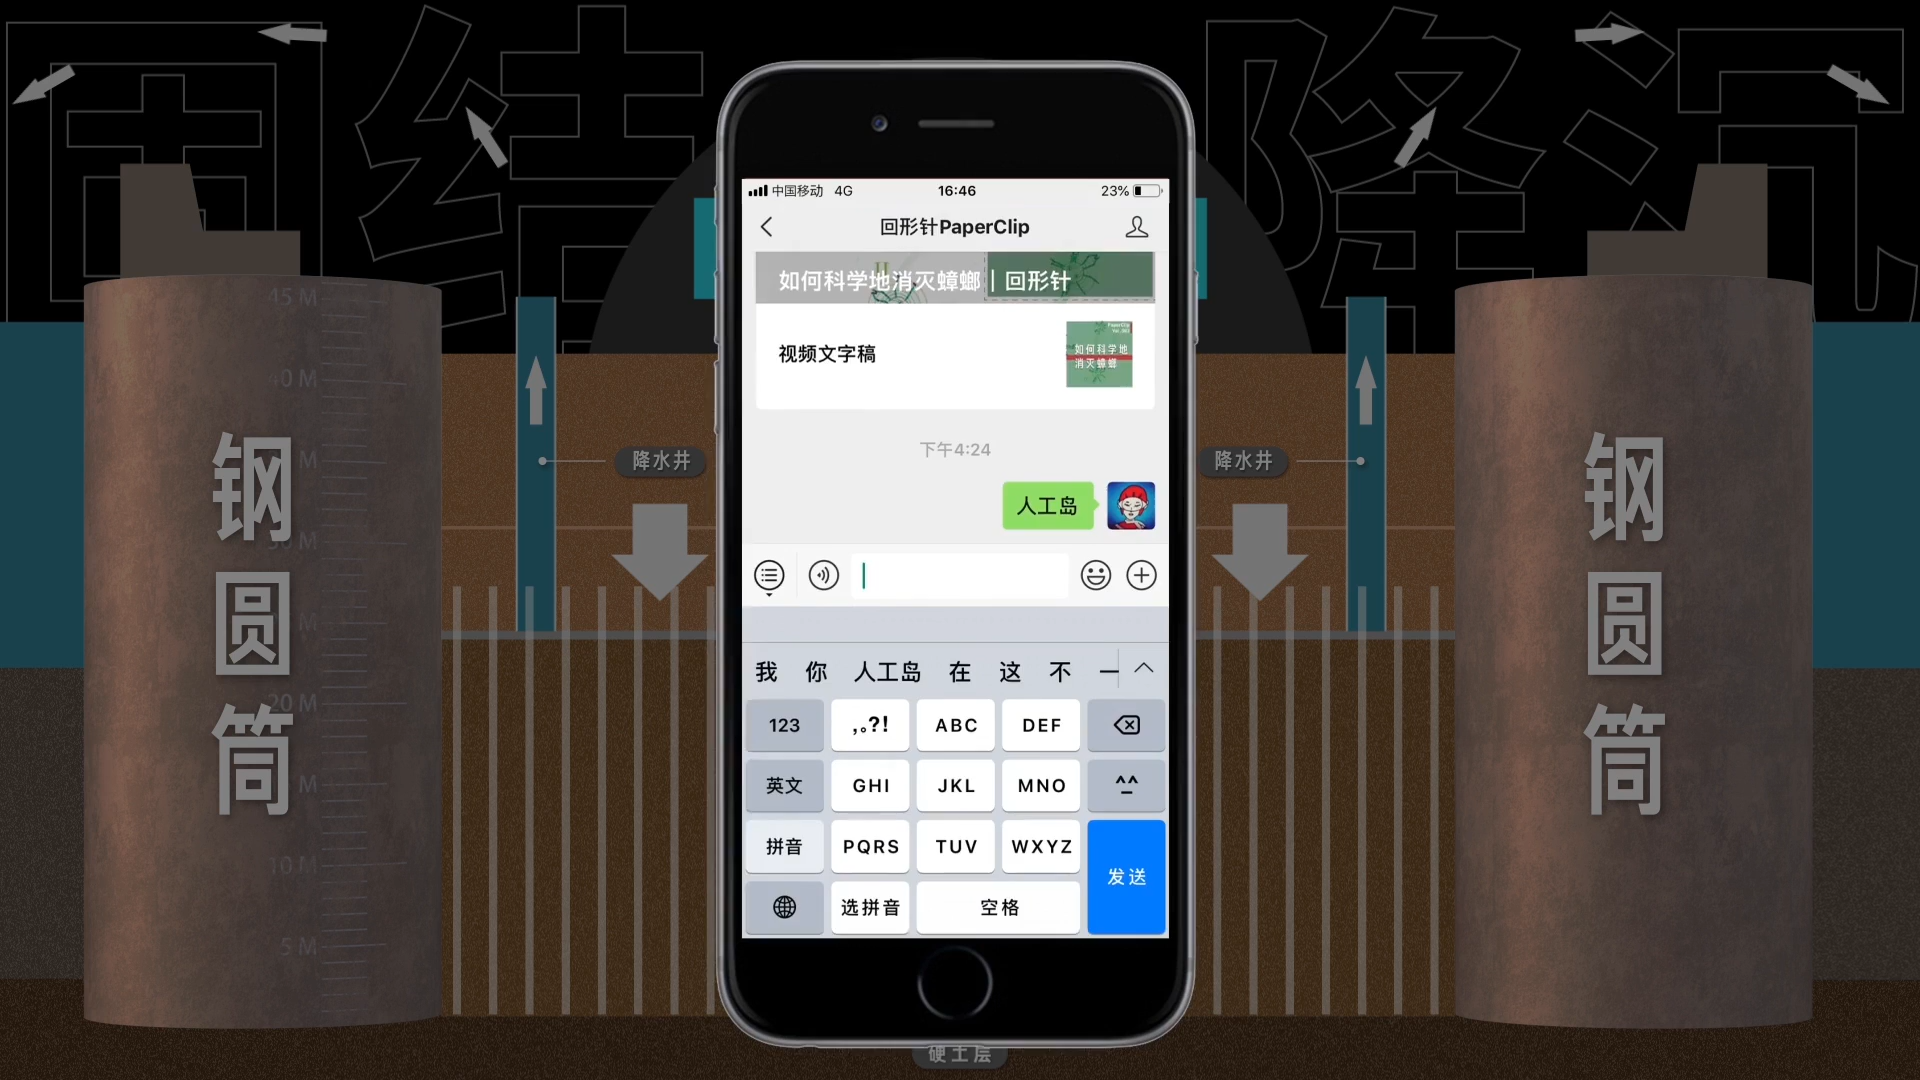 固结降沉
中国移动 4G 16:46 23%
回形针PaperClip
如何科学地消灭蟑螂 | 回形针
视频文字稿
PaperClip
如何科学地
消灭蟑螂
下午4:24
人工岛
我 你 人工岛 在 这 不 一
123 ,。?! ABC DEF
英文 GHI JKL MNO ^^
拼音 PQRS TUV WXYZ
发送
选拼音 空格
45 M
20 M
10 M
5 M
钢圆筒
降水井
降水井
钢圆筒
硬土层